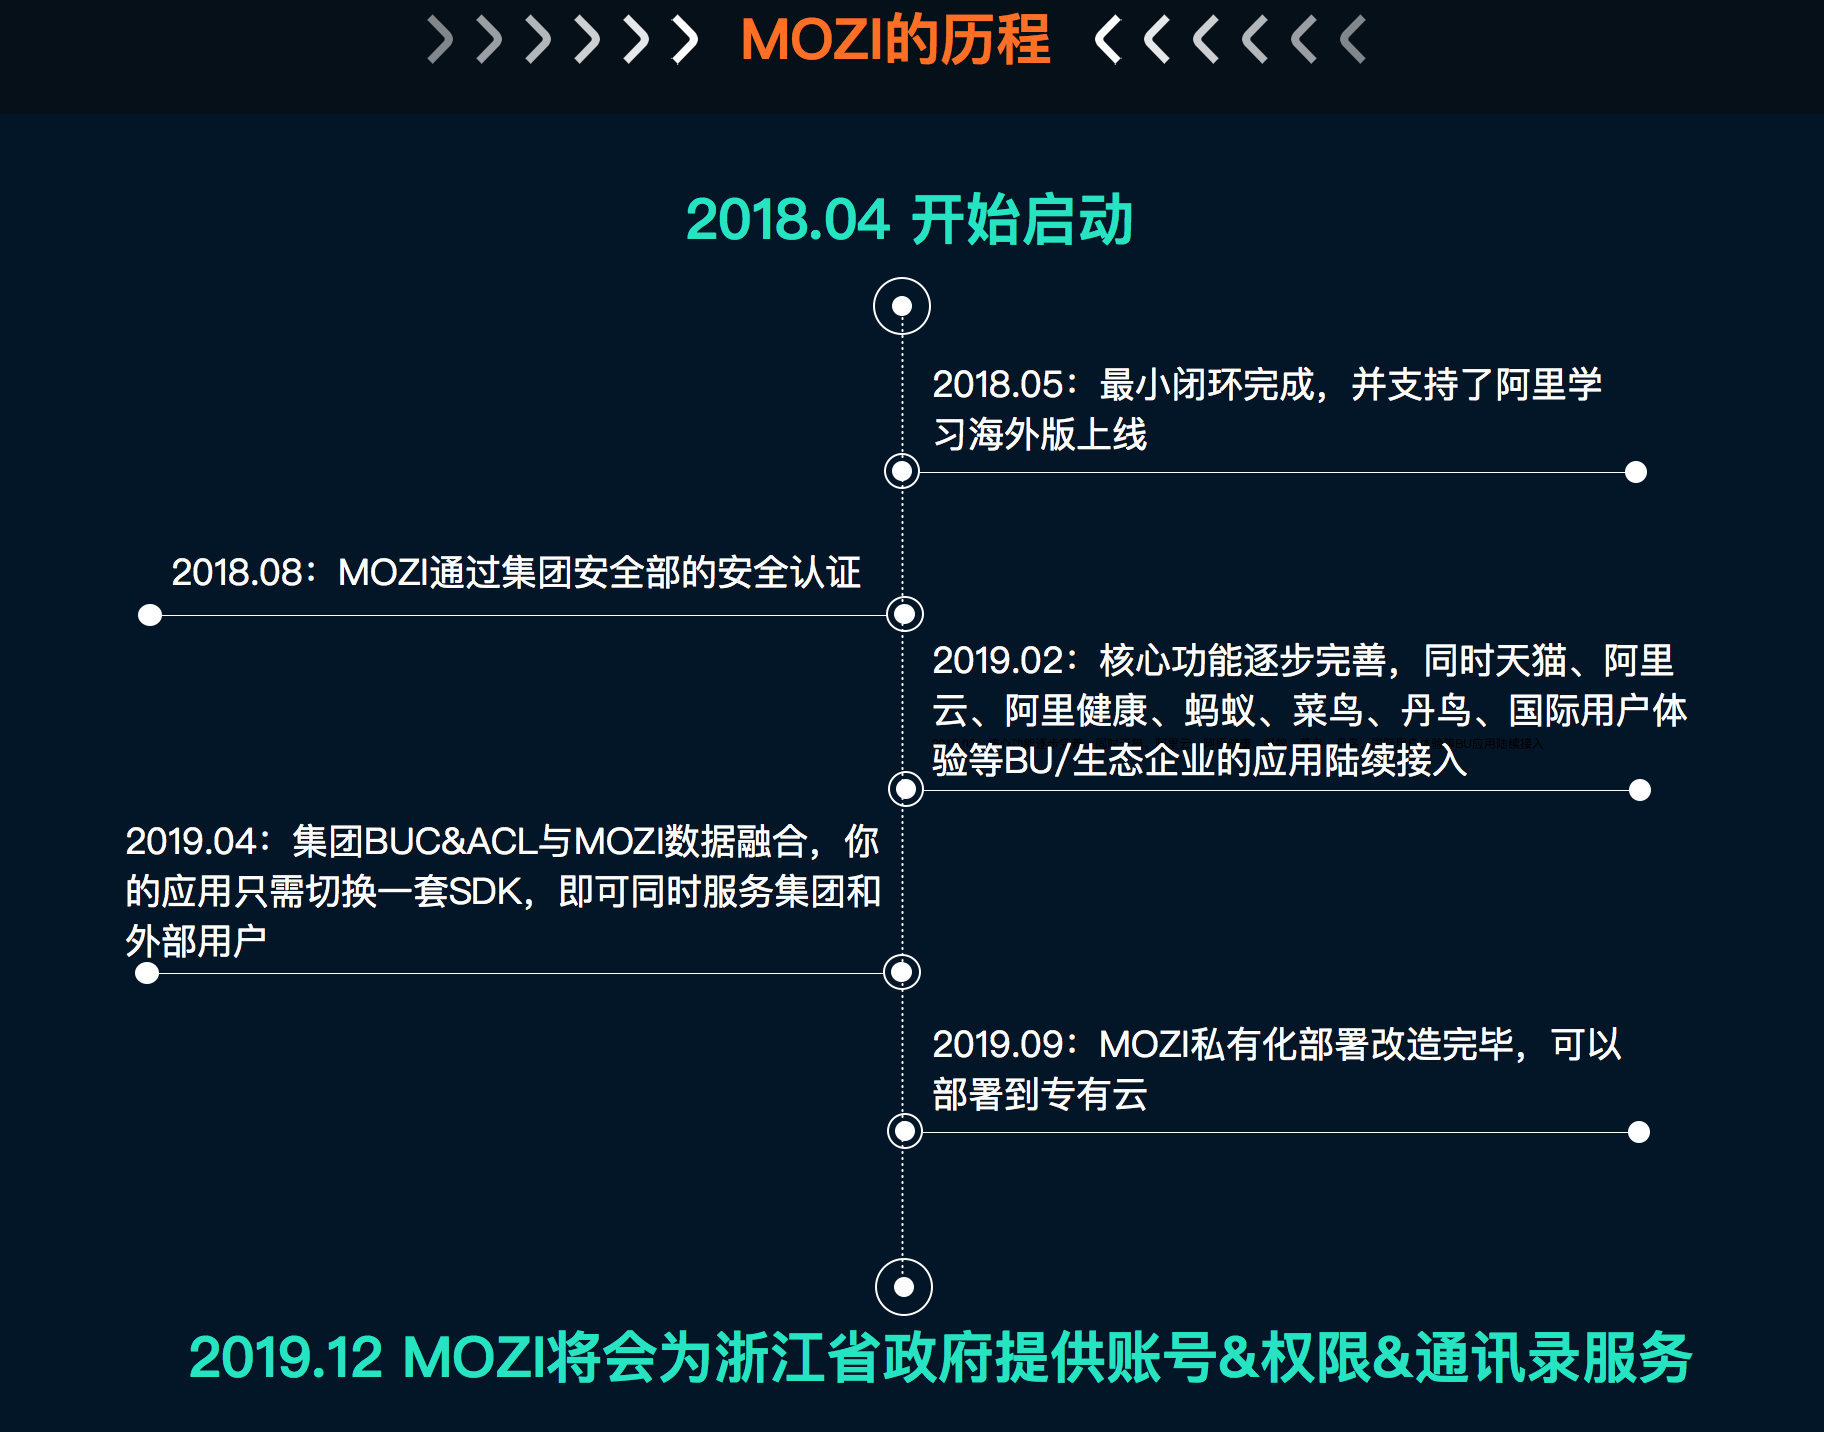 MOZI的历程
2018.04 开始启动
2018.05：最小闭环完成，并支持了阿里学
习海外版上线
2018.08：MOZI通过集团安全部的安全认证
2019.02：核心功能逐步完善，同时天猫、阿里
云、阿里健康、蚂蚁、菜鸟、丹鸟、国际用户体
验等BU/生态企业的应用陆续接入
2019.04：集团BUC&ACL与MOZI数据融合，你
的应用只需切换一套SDK，即可同时服务集团和
外部用户
2019.09：MOZI私有化部署改造完毕，可以
部署到专有云
2019.12 MOZI将会为浙江省政府提供账号&权限&通讯录服务